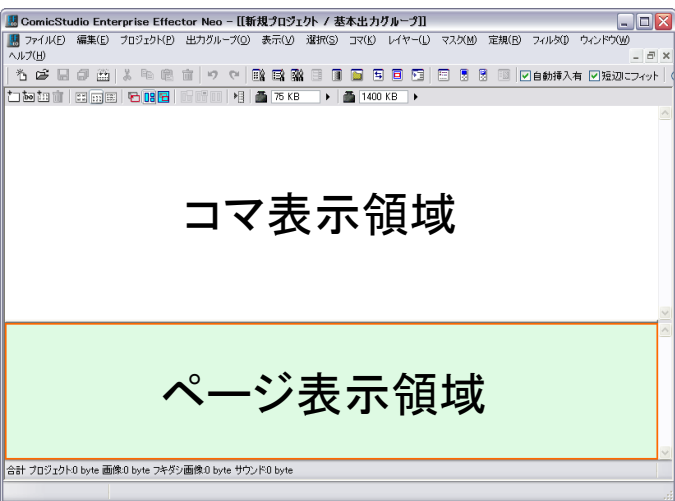 ComicStudio Enterprise Effector Neo - [[新規プロジェクト / 基本出力グループ]]
ファイル(F) 編集(E) プロジェクト(P) 出力グループ(O) 表示(V) 選択(S) コマ(K) レイヤー(L) マスク(M) 定規(R) フィルタ(I) ウィンドウ(W)
ヘルプ(H)
自動挿入有 短辺にフィット
75 KB 1400 KB
コマ表示領域
ページ表示領域
合計 プロジェクト:0 byte 画像:0 byte フキダシ画像:0 byte サウンド:0 byte